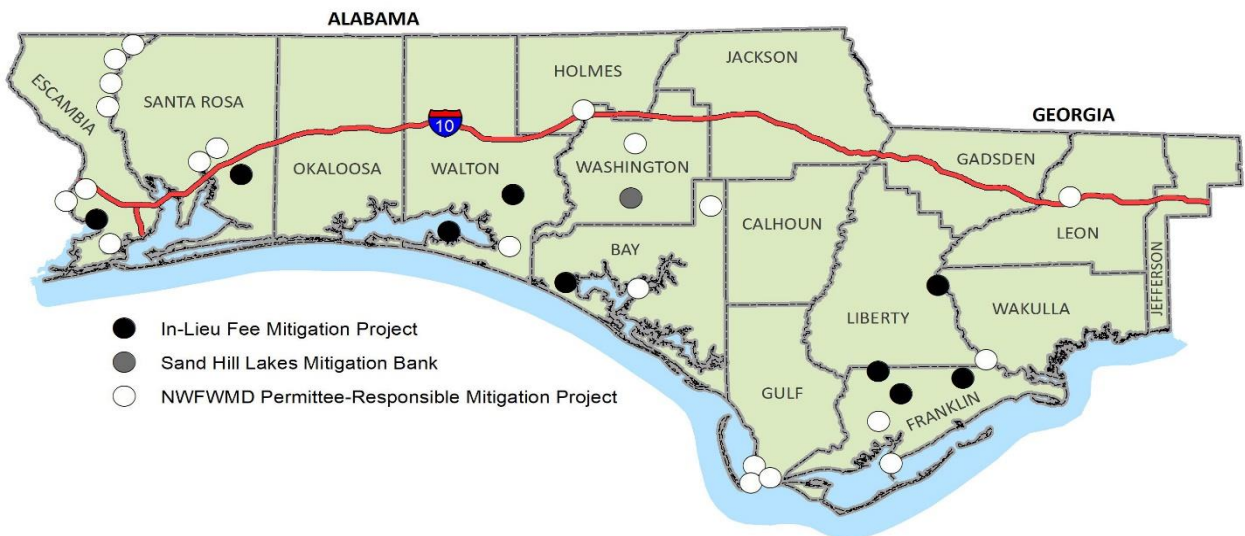 ALABAMA
JACKSON
HOLMES
ESCAMBIA
SANTA ROSA
GEORGIA
10
GADSDEN
OKALOOSA
WALTON
WASHINGTON
CALHOUN
LEON
BAY
JEFFERSON
LIBERTY
WAKULLA
In-Lieu Fee Mitigation Project
Sand Hill Lakes Mitigation Bank
NWFWMD Permittee-Responsible Mitigation Project
GULF
FRANKLIN